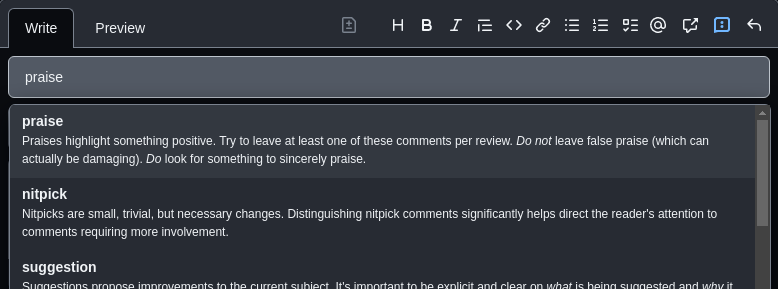 Write Preview
praise
praise
Praises highlight something positive. Try to leave at least one of these comments per review. Do not leave false praise (which can
actually be damaging). Do look for something to sincerely praise.
nitpick
Nitpicks are small, trivial, but necessary changes. Distinguishing nitpick comments significantly helps direct the reader's attention to
comments requiring more involvement.
suggestion
Suggestions propose improvements to the current subject. It's important to be explicit and clear on what is being suggested and why it